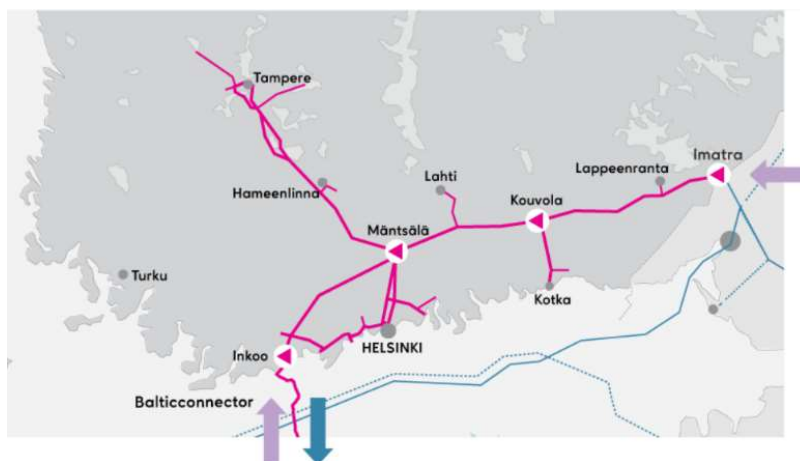 Tampere
Imatra
Lappeenranta
Lahti
Hameenlinna
Kouvola
Mäntsälä
Turku
Kotka
Inkoo
HELSINKI
Balticconnector